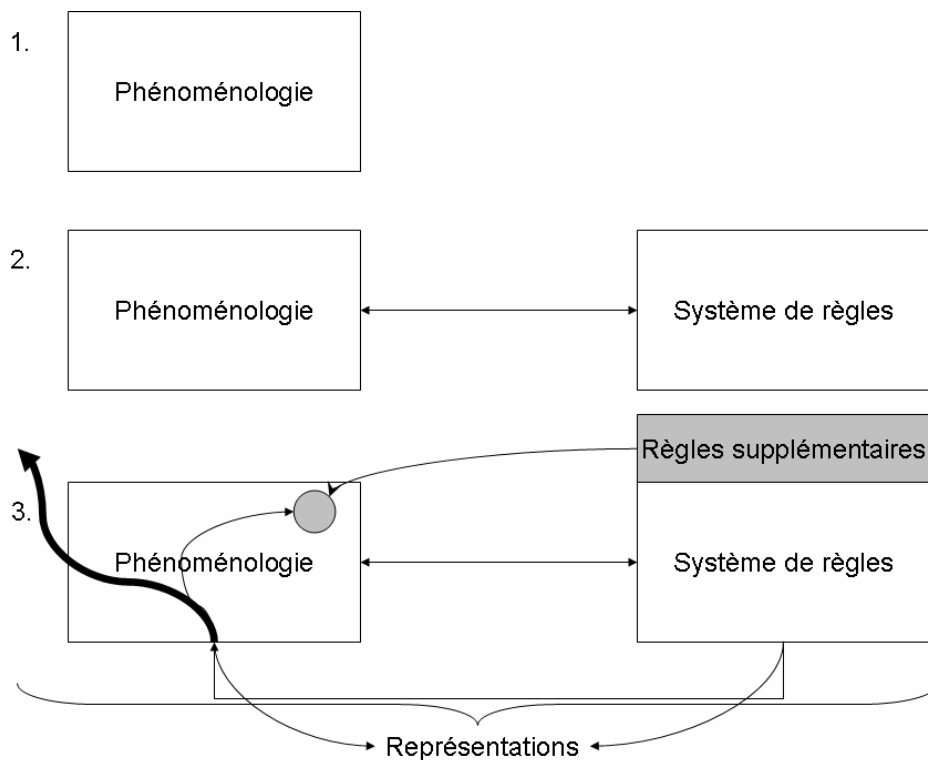 1.
Phénoménologie
2.
Phénoménologie
Système de règles
Règles supplémentaires
3.
Phénoménologie
Système de règles
Représentations